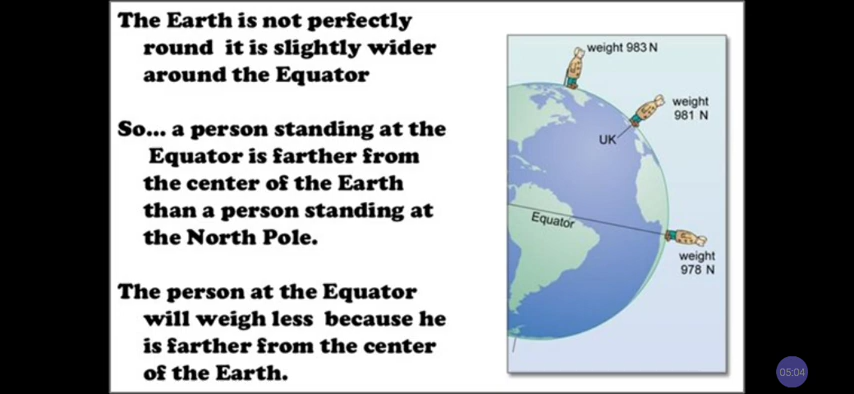 The Earth is not perfectly
round it is slightly wider
around the Equator
So... a person standing at the
Equator is farther from
the center of the Earth
than a person standing at
the North Pole.
The person at the Equator
will weigh less because he
is farther from the center
of the Earth.
weight 983 N
weight
981 N
UK
Equator
weight
978 N
05:04